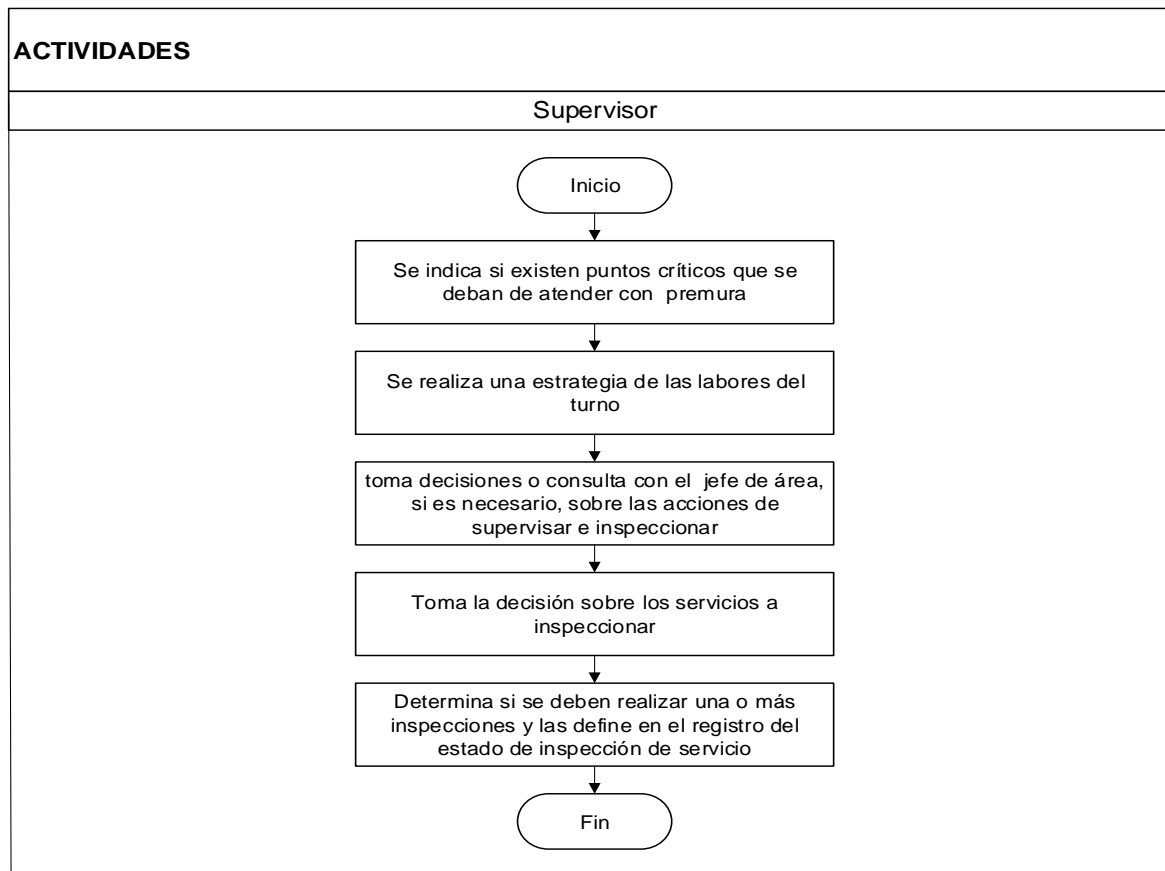 ACTIVIDADES
Supervisor
Inicio
Se indica si existen puntos críticos que se
deban de atender con premura
Se realiza una estrategia de las labores del
turno
toma decisiones o consulta con el jefe de área,
si es necesario, sobre las acciones de
supervisar e inspeccionar
Toma la decisión sobre los servicios a
inspeccionar
Determina si se deben realizar una o más
inspecciones y las define en el registro del
estado de inspección de servicio
Fin